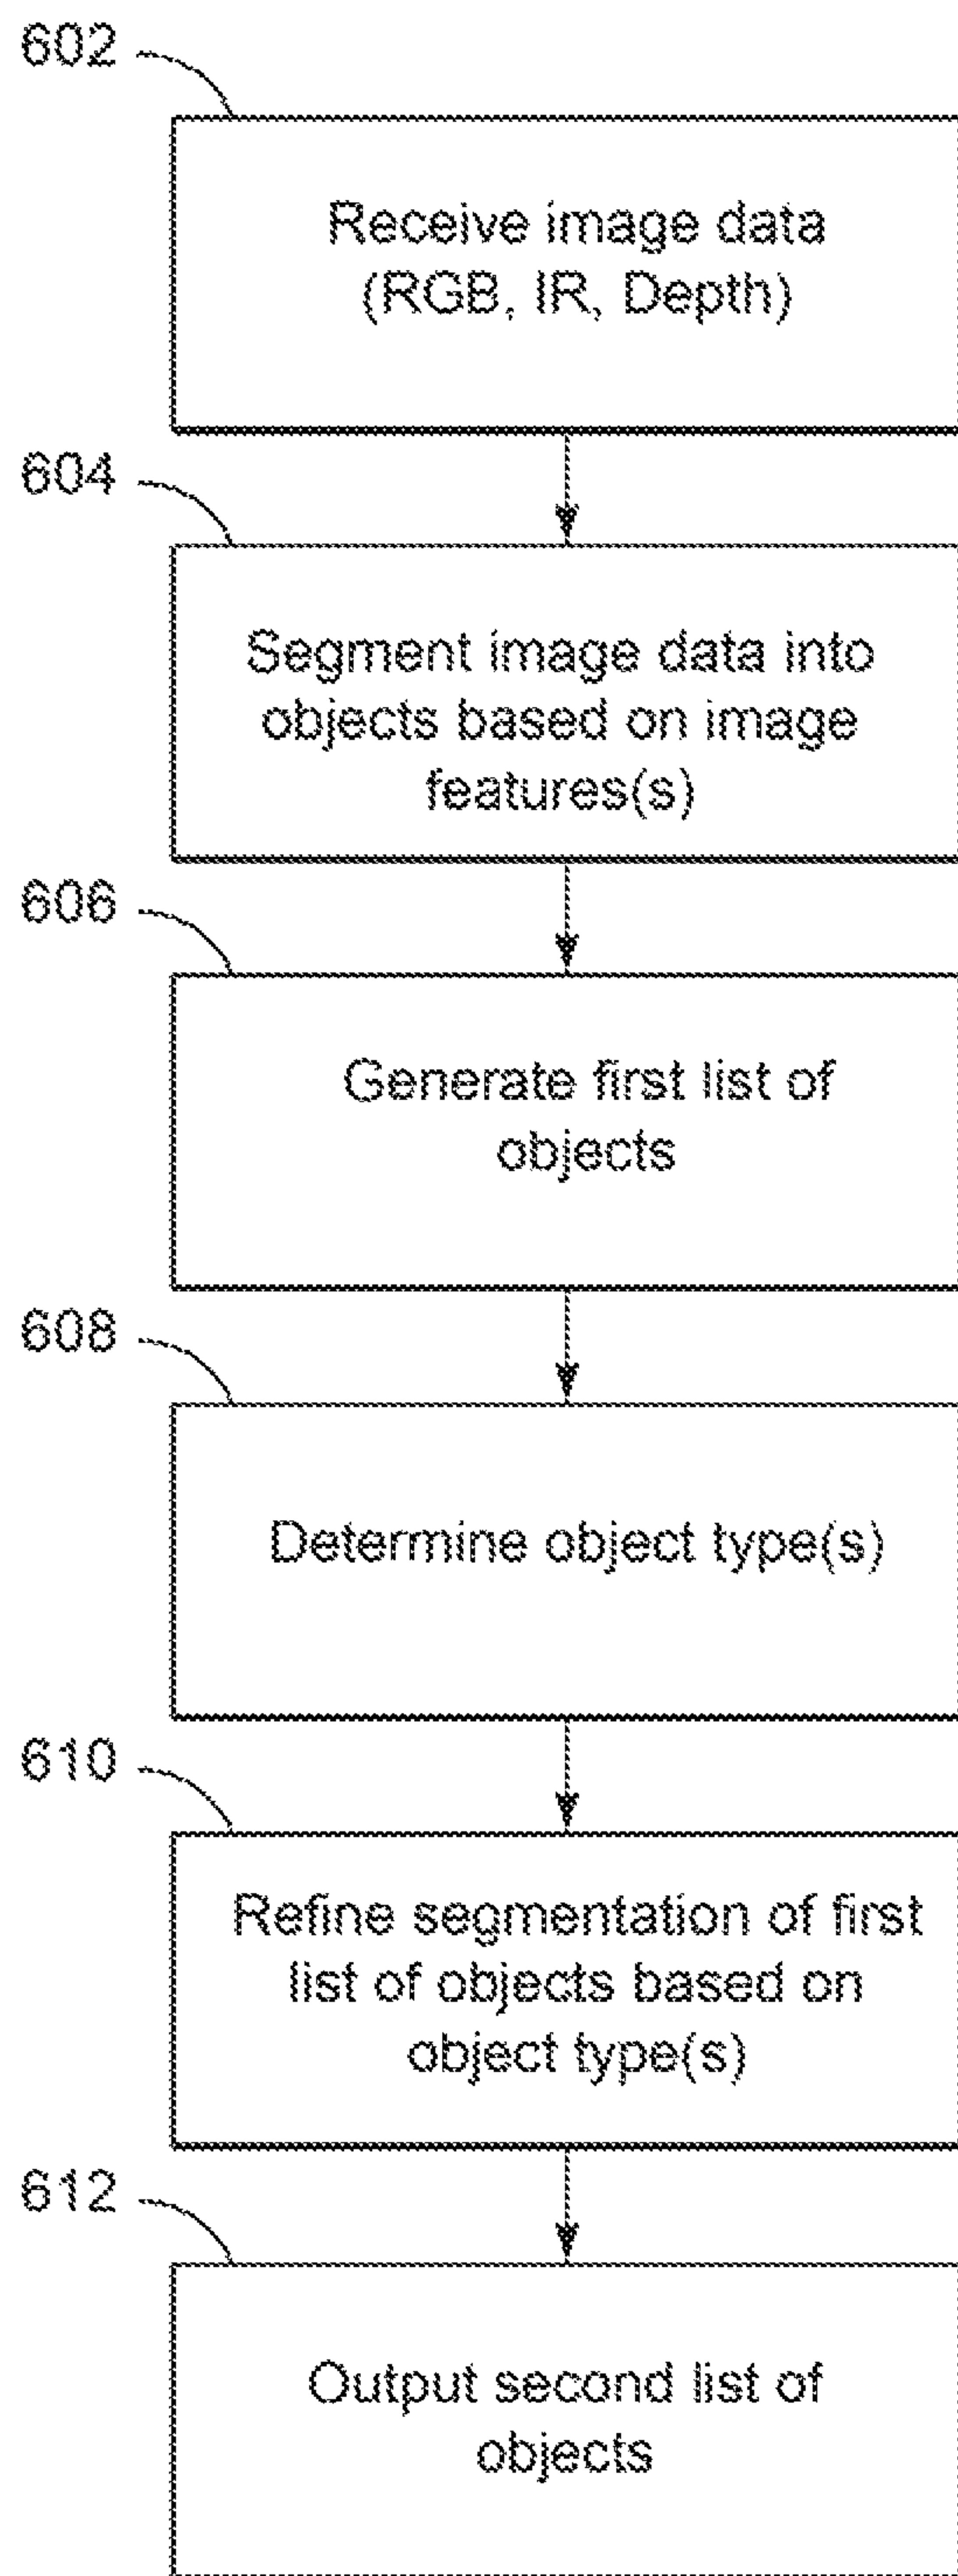 602
Receive image data
(RGB, IR, Depth)
604
Segment image data into
objects based on image
features(s)
606
Generate first list of
objects
608
Determine object type(s)
610
Refine segmentation of first
list of objects based on
object type(s)
612
Output second list of
objects